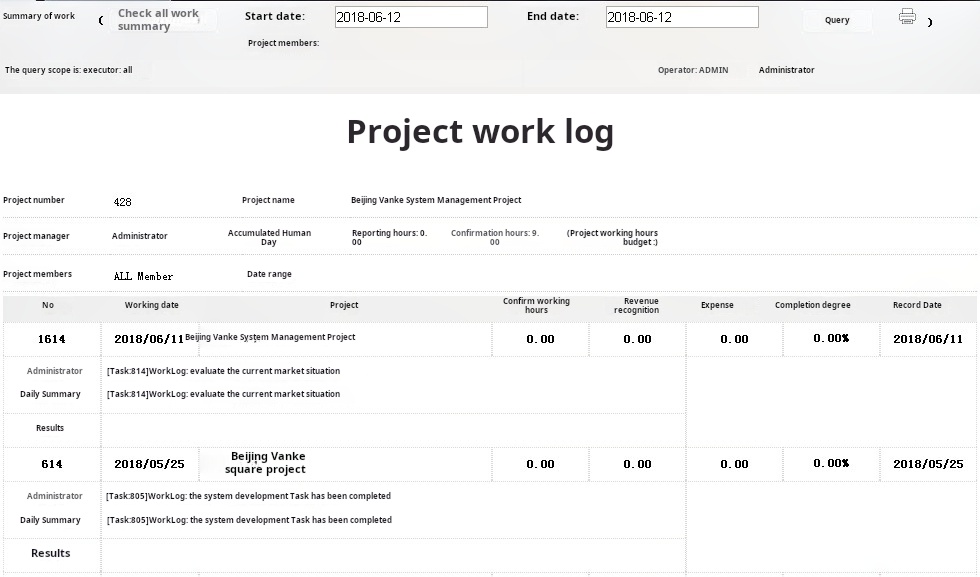 Summary of work ( Check all work summary Start date: 2018-06-12 End date: 2018-06-12 Query )
Project members:
The query scope is: executor: all Operator: ADMIN Administrator
Project work log
Project number 428 Project name Beijing Vanke System Management Project
Project manager Administrator Accumulated Human Day Reporting hours: 0.00 Confirmation hours: 9.00 (Project working hours budget :)
Project members ALL Member Date range
No Working date Project Confirm working hours Revenue recognition Expense Completion degree Record Date
1614 2018/06/11 Beijing Vanke System Management Project 0.00 0.00 0.00 0.00% 2018/06/11
Administrator [Task:814]WorkLog: evaluate the current market situation
Daily Summary [Task:814]WorkLog: evaluate the current market situation
Results
614 2018/05/25 Beijing Vanke square project 0.00 0.00 0.00 0.00% 2018/05/25
Administrator [Task:805]WorkLog: the system development Task has been completed
Daily Summary [Task:805]WorkLog: the system development Task has been completed
Results